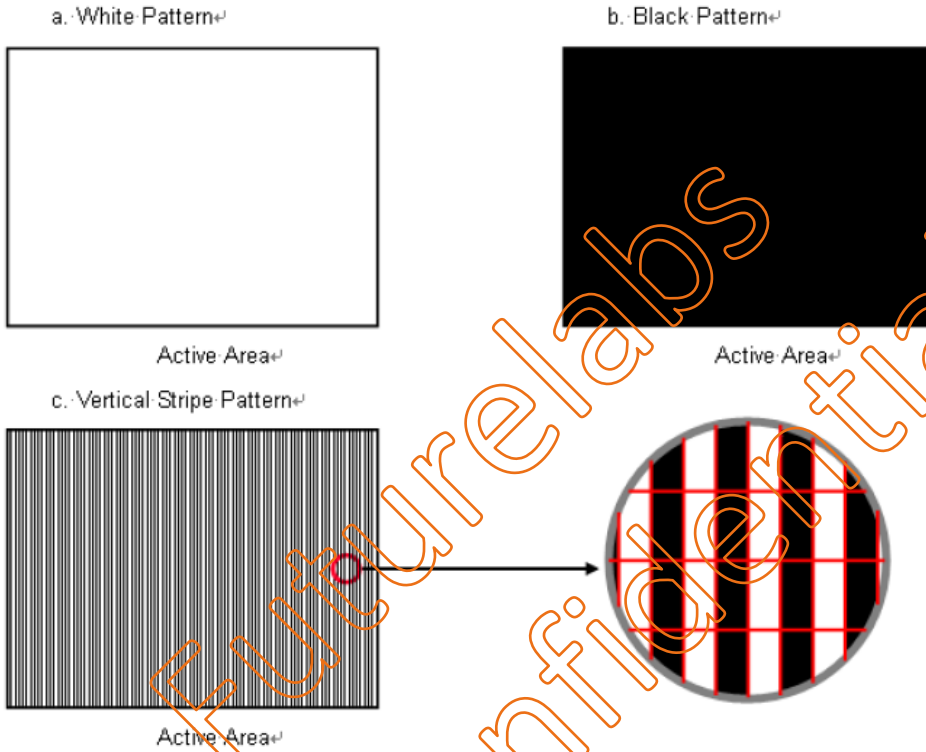 a. White Pattern
b. Black Pattern
Active Area
Active Area
c. Vertical Stripe Pattern
Active Area
Futurelabs
Confidential